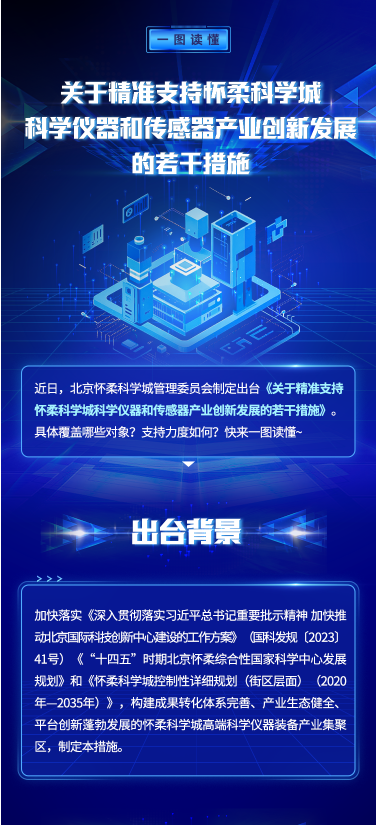 一图读懂
关于精准支持怀柔科学城
科学仪器和传感器产业创新发展
的若干措施
近日，北京怀柔科学城管理委员会制定出台《关于精准支持
怀柔科学城科学仪器和传感器产业创新发展的若干措施》。
具体覆盖哪些对象？支持力度如何？快来一图读懂~
出台背景
>>>
加快落实《深入贯彻落实习近平总书记重要批示精神 加快推
动北京国际科技创新中心建设的工作方案》（国科发规〔2023〕
41号）《“十四五”时期北京怀柔综合性国家科学中心发展
规划》和《怀柔科学城控制性详细规划（街区层面）（2020
年—2035年）》，构建成果转化体系完善、产业生态健全、
平台创新蓬勃发展的怀柔科学城高端科学仪器装备产业集聚
区，制定本措施。